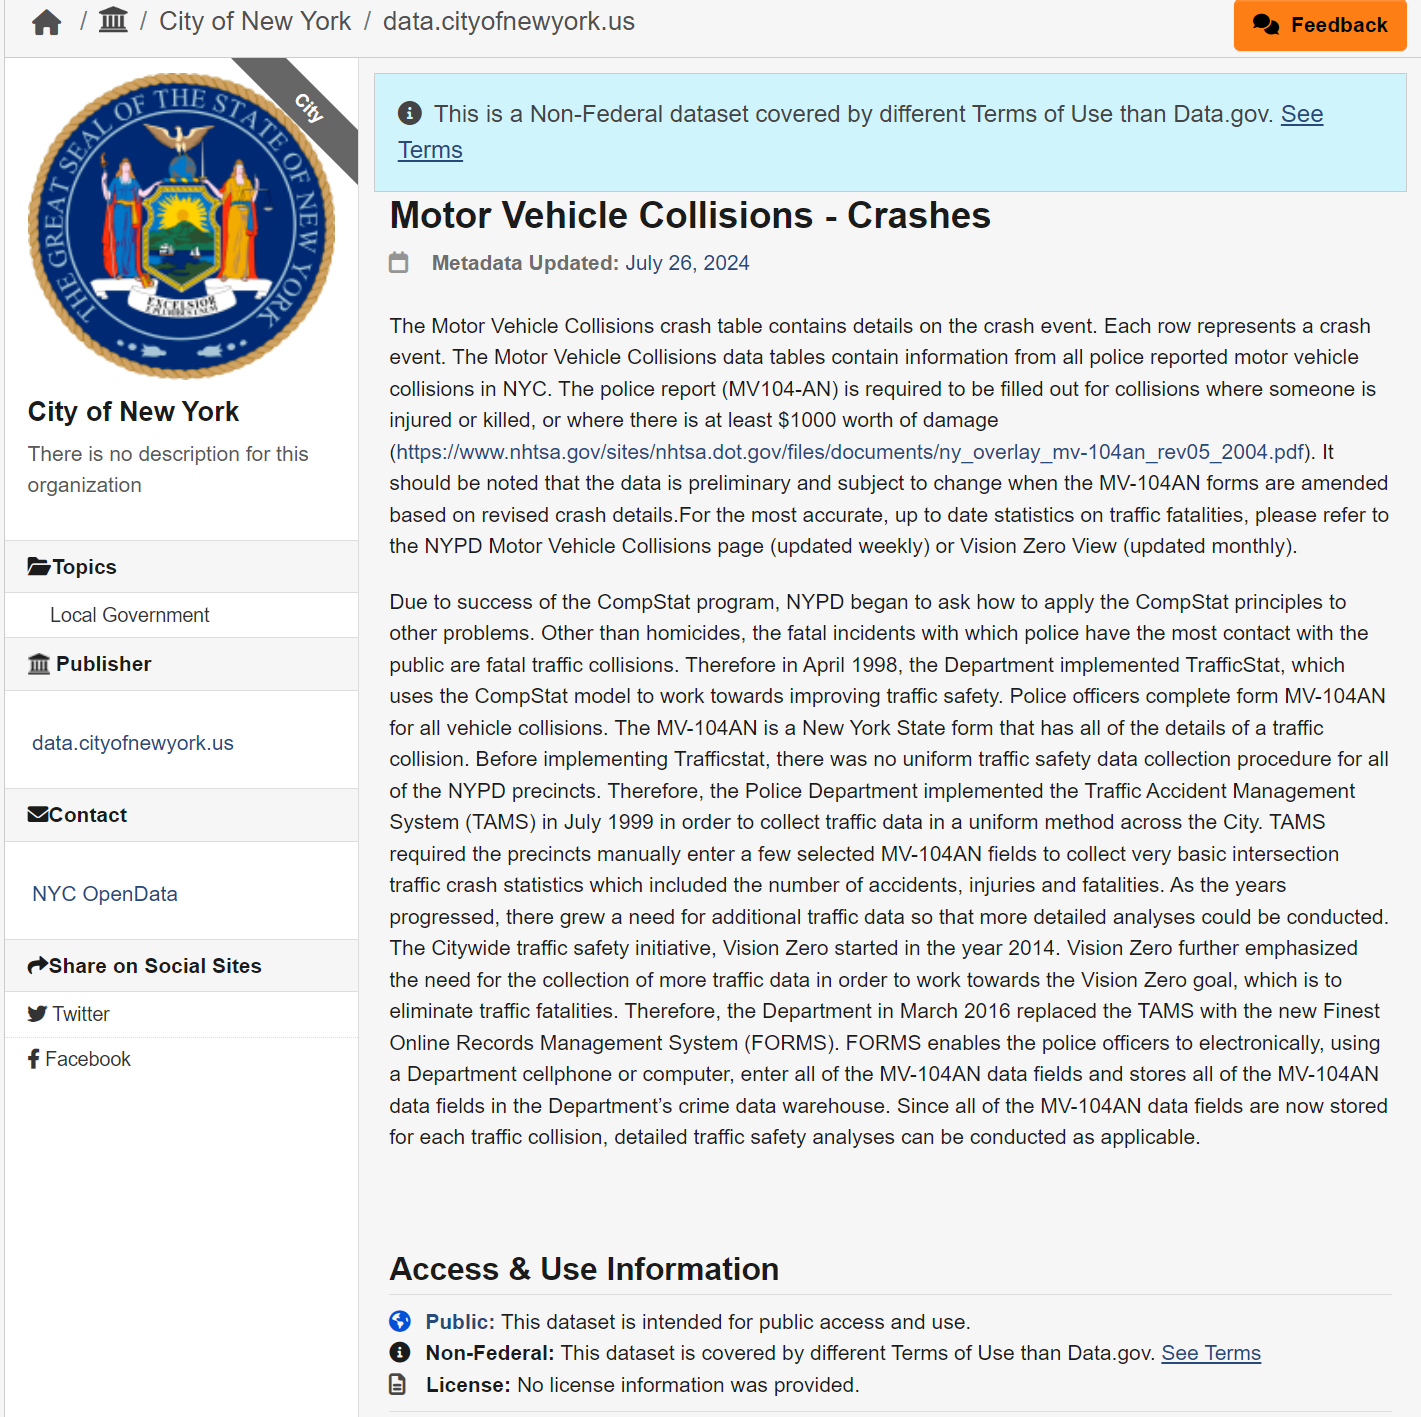 / / City of New York / data.cityofnewyork.us
Feedback
City
THE GREAT SEAL OF THE STATE OF NEW YORK
EXCELSIOR
City of New York
There is no description for this
organization
Topics
Local Government
Publisher
data.cityofnewyork.us
Contact
NYC OpenData
Share on Social Sites
Twitter
Facebook
This is a Non-Federal dataset covered by different Terms of Use than Data.gov. See
Terms
Motor Vehicle Collisions - Crashes
Metadata Updated: July 26, 2024
The Motor Vehicle Collisions crash table contains details on the crash event. Each row represents a crash
event. The Motor Vehicle Collisions data tables contain information from all police reported motor vehicle
collisions in NYC. The police report (MV104-AN) is required to be filled out for collisions where someone is
injured or killed, or where there is at least $1000 worth of damage
(https://www.nhtsa.gov/sites/nhtsa.dot.gov/files/documents/ny_overlay_mv-104an_rev05_2004.pdf). It
should be noted that the data is preliminary and subject to change when the MV-104AN forms are amended
based on revised crash details.For the most accurate, up to date statistics on traffic fatalities, please refer to
the NYPD Motor Vehicle Collisions page (updated weekly) or Vision Zero View (updated monthly).
Due to success of the CompStat program, NYPD began to ask how to apply the CompStat principles to
other problems. Other than homicides, the fatal incidents with which police have the most contact with the
public are fatal traffic collisions. Therefore in April 1998, the Department implemented TrafficStat, which
uses the CompStat model to work towards improving traffic safety. Police officers complete form MV-104AN
for all vehicle collisions. The MV-104AN is a New York State form that has all of the details of a traffic
collision. Before implementing Trafficstat, there was no uniform traffic safety data collection procedure for all
of the NYPD precincts. Therefore, the Police Department implemented the Traffic Accident Management
System (TAMS) in July 1999 in order to collect traffic data in a uniform method across the City. TAMS
required the precincts manually enter a few selected MV-104AN fields to collect very basic intersection
traffic crash statistics which included the number of accidents, injuries and fatalities. As the years
progressed, there grew a need for additional traffic data so that more detailed analyses could be conducted.
The Citywide traffic safety initiative, Vision Zero started in the year 2014. Vision Zero further emphasized
the need for the collection of more traffic data in order to work towards the Vision Zero goal, which is to
eliminate traffic fatalities. Therefore, the Department in March 2016 replaced the TAMS with the new Finest
Online Records Management System (FORMS). FORMS enables the police officers to electronically, using
a Department cellphone or computer, enter all of the MV-104AN data fields and stores all of the MV-104AN
data fields in the Department’s crime data warehouse. Since all of the MV-104AN data fields are now stored
for each traffic collision, detailed traffic safety analyses can be conducted as applicable.
Access & Use Information
Public: This dataset is intended for public access and use.
Non-Federal: This dataset is covered by different Terms of Use than Data.gov. See Terms
License: No license information was provided.